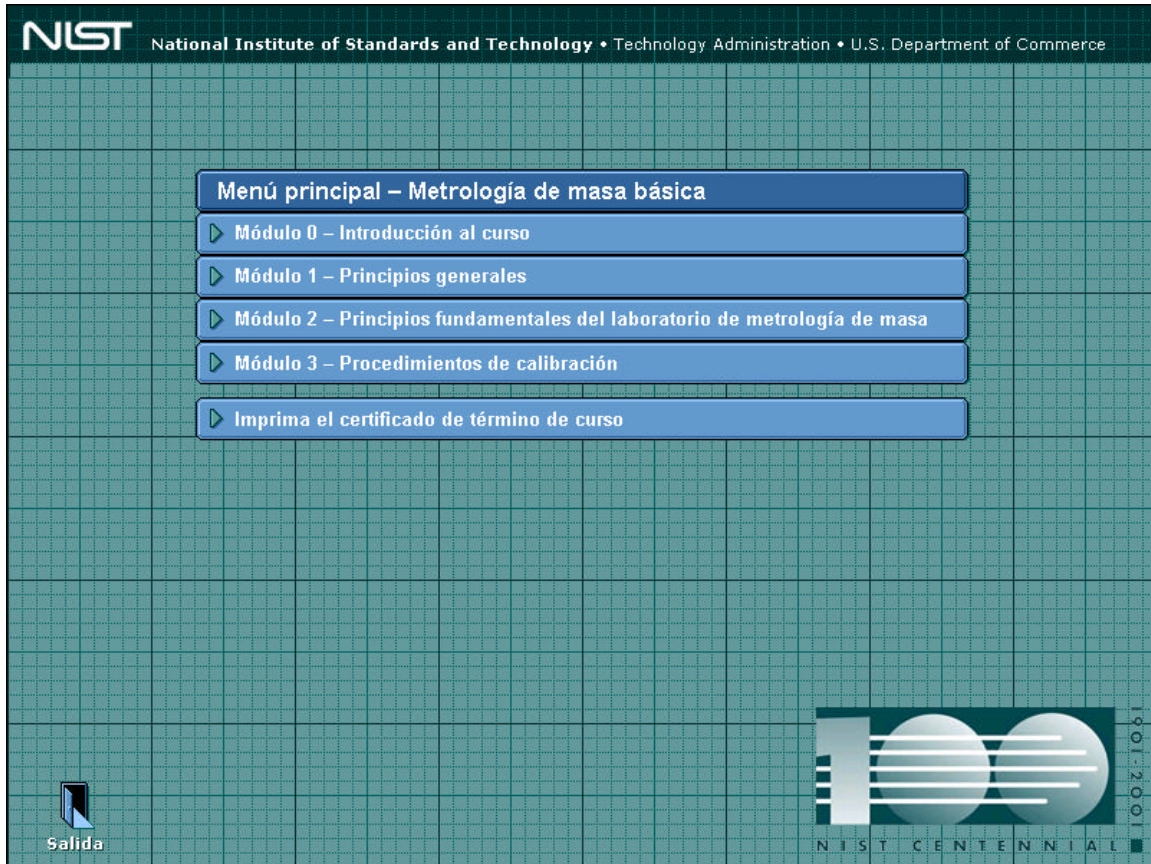 NIST National Institute of Standards and Technology • Technology Administration • U.S. Department of Commerce
Menú principal – Metrología de masa básica
Módulo 0 – Introducción al curso
Módulo 1 – Principios generales
Módulo 2 – Principios fundamentales del laboratorio de metrología de masa
Módulo 3 – Procedimientos de calibración
Imprima el certificado de término de curso
100
1901-2001
Salida
NIST CENTENNIAL